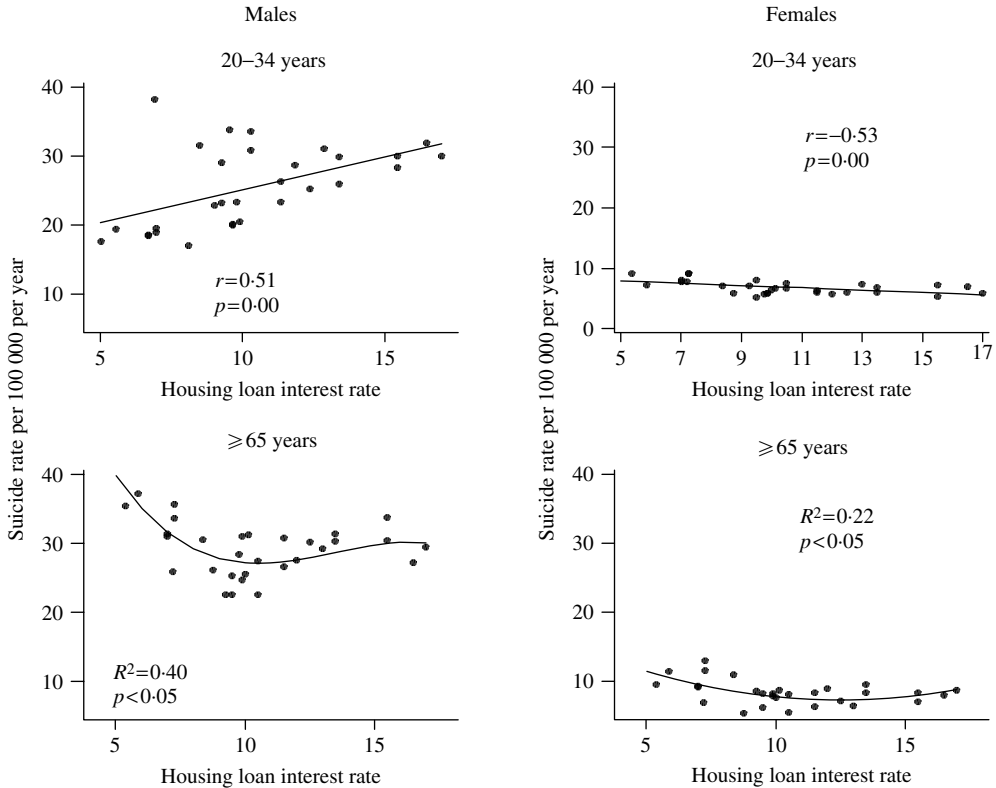 Males
Females
20–34 years
40
30
20
10
r=0·51
p=0·00
5 10 15
Housing loan interest rate
20–34 years
40
30
20
10
0
r=−0·53
p=0·00
5 7 9 11 13 15 17
Housing loan interest rate
Suicide rate per 100 000 per year
Suicide rate per 100 000 per year
⩾65 years
40
30
20
10
R²=0·40
p<0·05
5 10 15
Housing loan interest rate
⩾65 years
40
30
20
10
R²=0·22
p<0·05
5 10 15
Housing loan interest rate